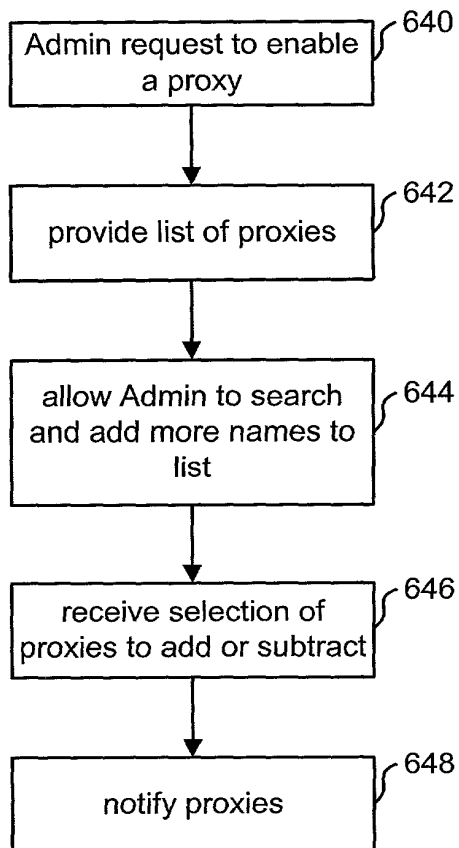 Admin request to enable
a proxy
640
provide list of proxies
642
allow Admin to search
and add more names to
list
644
receive selection of
proxies to add or subtract
646
notify proxies
648